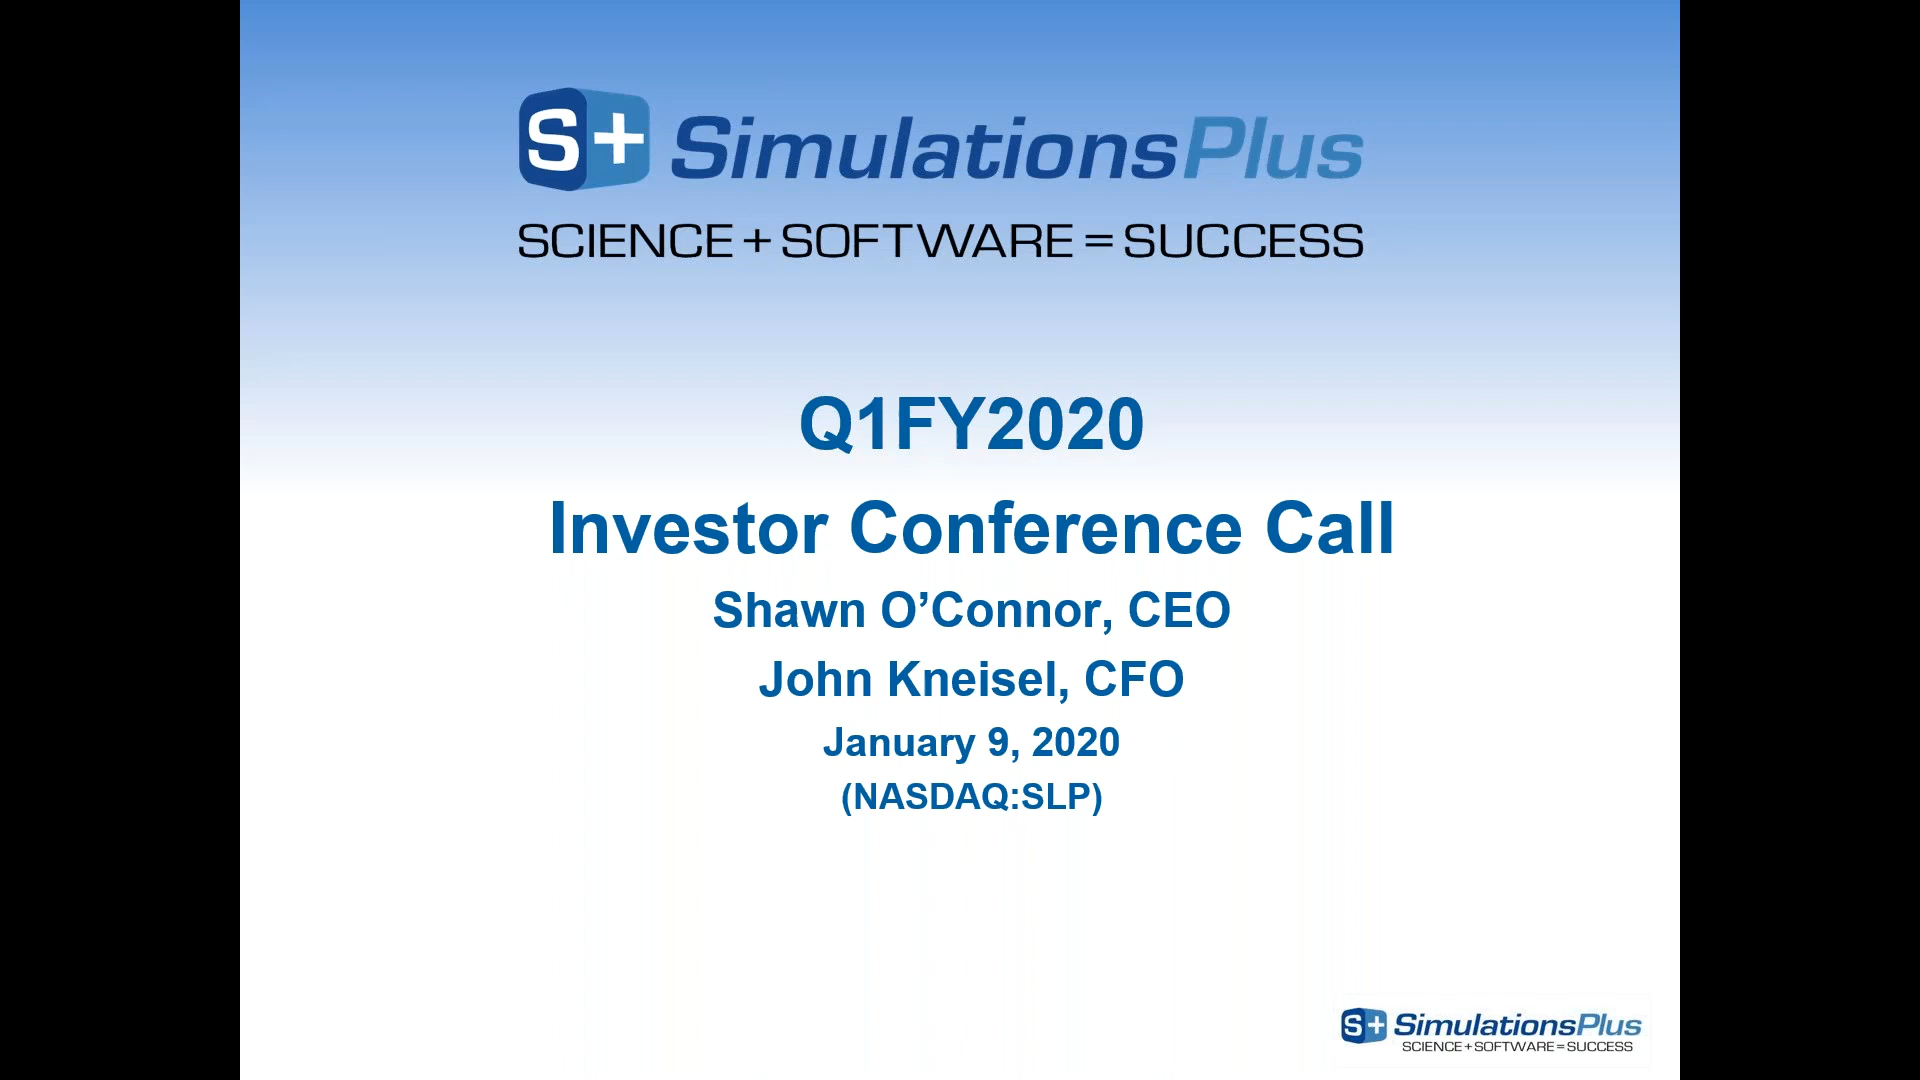 S+ SimulationsPlus
SCIENCE + SOFTWARE = SUCCESS
Q1FY2020
Investor Conference Call
Shawn O’Connor, CEO
John Kneisel, CFO
January 9, 2020
(NASDAQ:SLP)
S+ SimulationsPlus
SCIENCE + SOFTWARE = SUCCESS